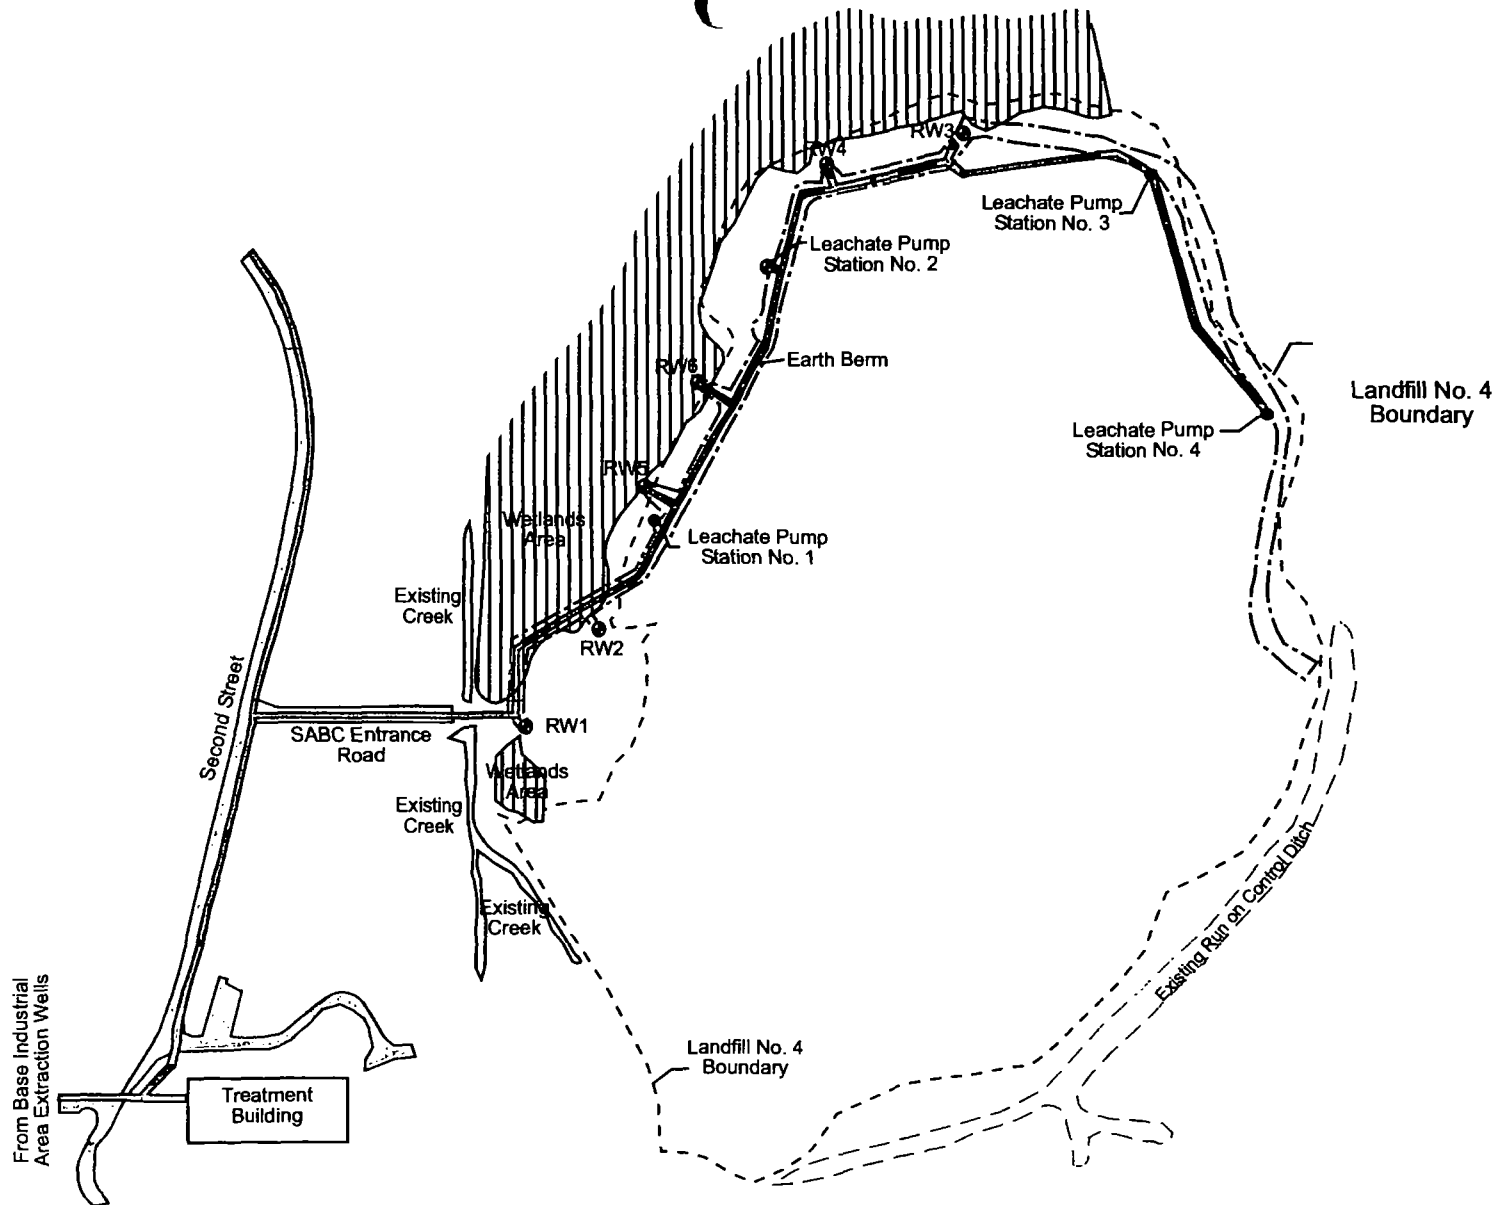 RW3
RW4
Leachate Pump
Station No. 3
Leachate Pump
Station No. 2
Earth Berm
RW6
Landfill No. 4
Boundary
Leachate Pump
Station No. 4
RW5
Wetlands
Area
Leachate Pump
Station No. 1
Existing
Creek
RW2
Second Street
RW1
SABC Entrance
Road
Wetlands
Area
Existing
Creek
Existing Run on Control Ditch
Existing
Creek
From Base Industrial
Area Extraction Wells
Landfill No. 4
Boundary
Treatment
Building